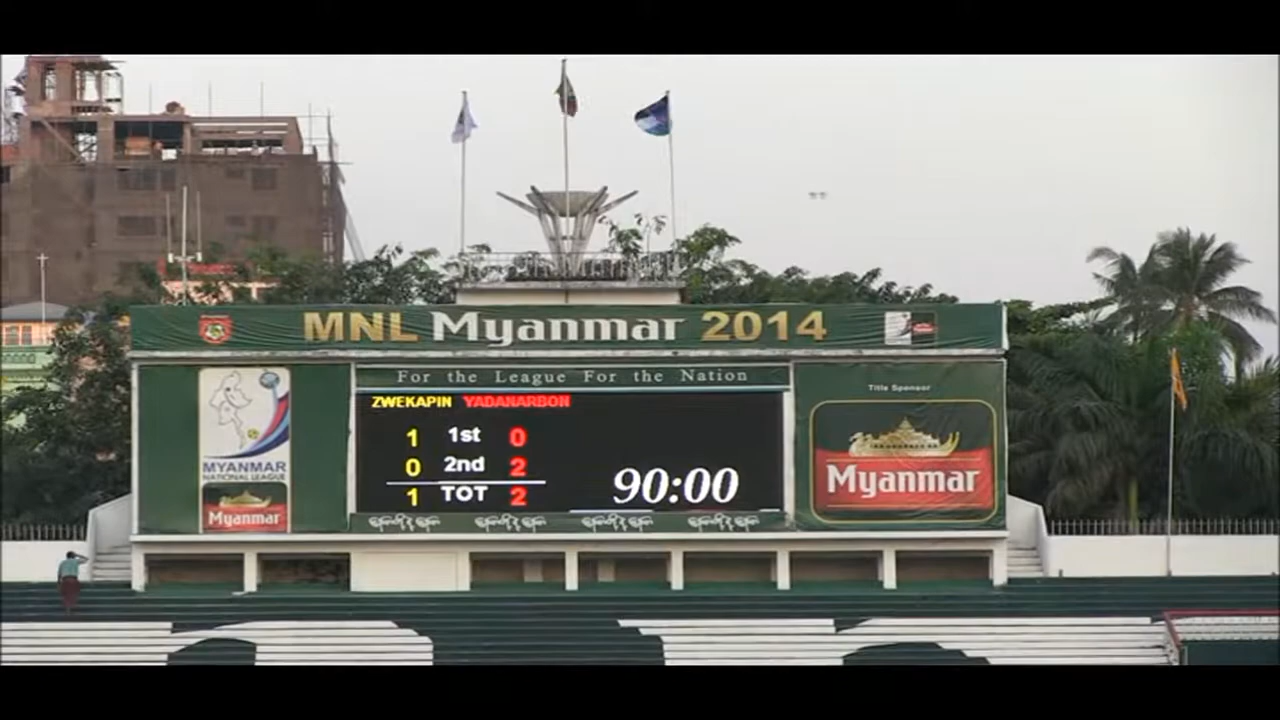 MNL Myanmar 2014
For the League For the Nation
MYANMAR
NATIONAL LEAGUE
Myanmar
ZWEKAPIN YADANARBON
1 1st 0
0 2nd 2
1 TOT 2
90:00
Title Sponsor
Myanmar